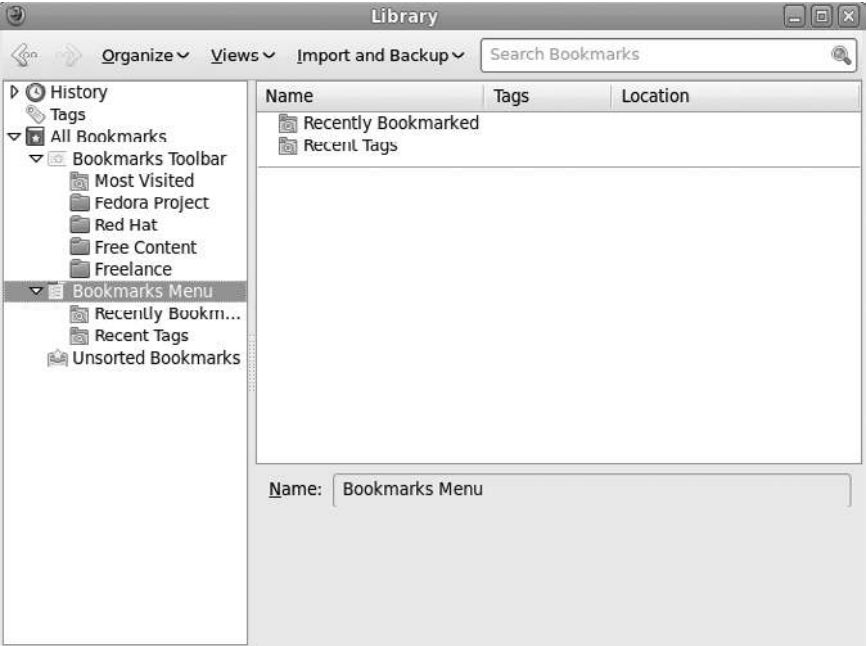 Library
Organize Views Import and Backup Search Bookmarks
History
Tags
All Bookmarks
Bookmarks Toolbar
Most Visited
Fedora Project
Red Hat
Free Content
Freelance
Bookmarks Menu
Recently Bookm...
Recent Tags
Unsorted Bookmarks
Name Tags Location
Recently Bookmarked
Recent Tags
Name: Bookmarks Menu